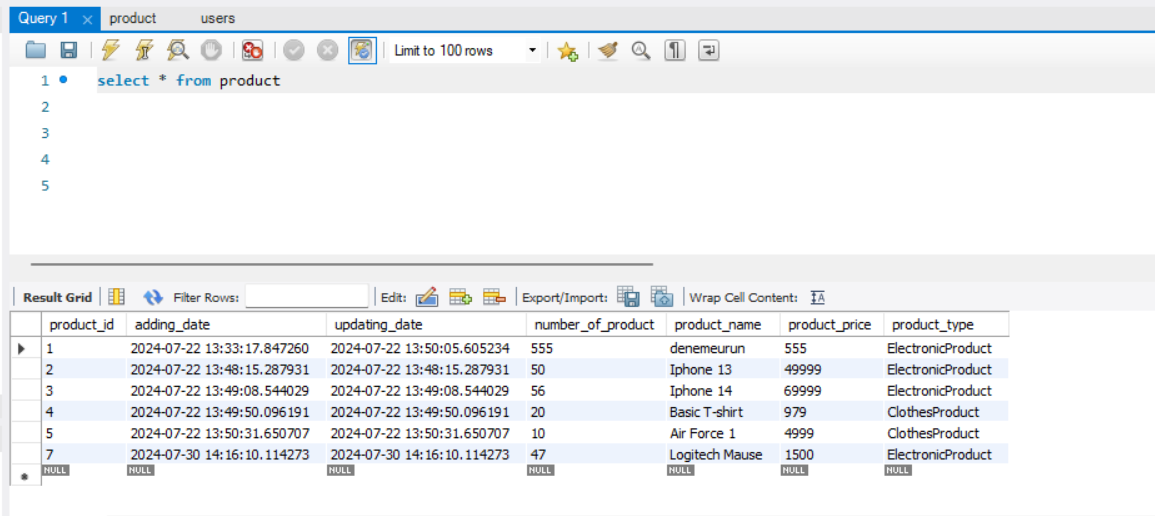 Query 1 × product users
Limit to 100 rows
1 select * from product
2
3
4
5
Result Grid Filter Rows: Edit: Export/Import: Wrap Cell Content: IA
product_id adding_date updating_date number_of_product product_name product_price product_type
1 2024-07-22 13:33:17.847260 2024-07-22 13:50:05.605234 555 denemeurun 555 ElectronicProduct
2 2024-07-22 13:48:15.287931 2024-07-22 13:48:15.287931 50 Iphone 13 49999 ElectronicProduct
3 2024-07-22 13:49:08.544029 2024-07-22 13:49:08.544029 56 Iphone 14 69999 ElectronicProduct
4 2024-07-22 13:49:50.096191 2024-07-22 13:49:50.096191 20 Basic T-shirt 979 ClothesProduct
5 2024-07-22 13:50:31.650707 2024-07-22 13:50:31.650707 10 Air Force 1 4999 ClothesProduct
7 2024-07-30 14:16:10.114273 2024-07-30 14:16:10.114273 47 Logitech Mause 1500 ElectronicProduct
NULL NULL NULL NULL NULL NULL NULL